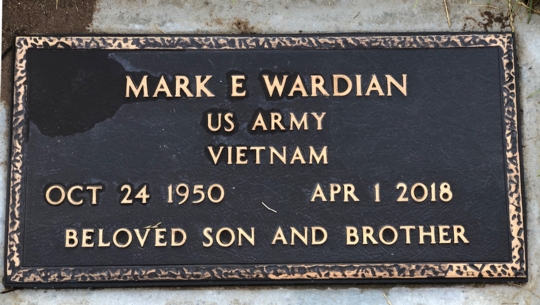 MARK E WARDIAN
US ARMY
VIETNAM
OCT 24 1950 APR 1 2018
BELOVED SON AND BROTHER